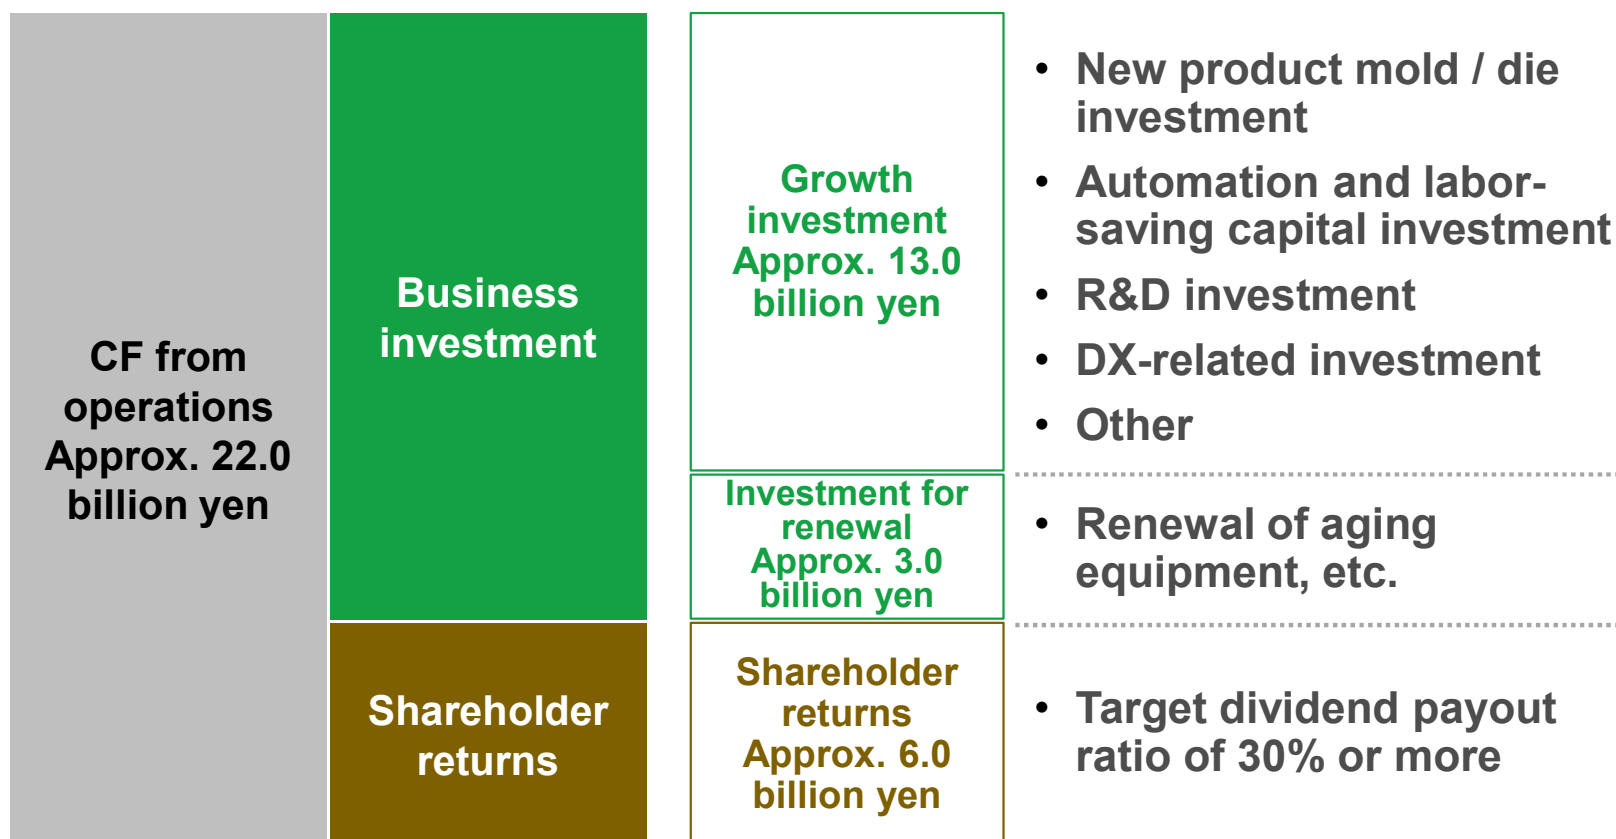 CF from
operations
Approx. 22.0
billion yen
Business
investment
Shareholder
returns
Growth
investment
Approx. 13.0
billion yen
Investment for
renewal
Approx. 3.0
billion yen
Shareholder
returns
Approx. 6.0
billion yen
• New product mold / die
investment
• Automation and labor-
saving capital investment
• R&D investment
• DX-related investment
• Other
• Renewal of aging
equipment, etc.
• Target dividend payout
ratio of 30% or more